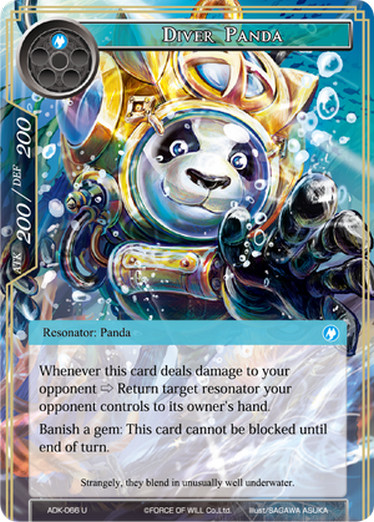 DIVER PANDA
ATK 200 / DEF 200
Resonator: Panda
Whenever this card deals damage to your
opponent ⇨ Return target resonator your
opponent controls to its owner's hand.
Banish a gem: This card cannot be blocked until
end of turn.
Strangely, they blend in unusually well underwater.
ADK-066 U ©FORCE OF WILL Co.,Ltd. Illust/SAGAWA ASUKA